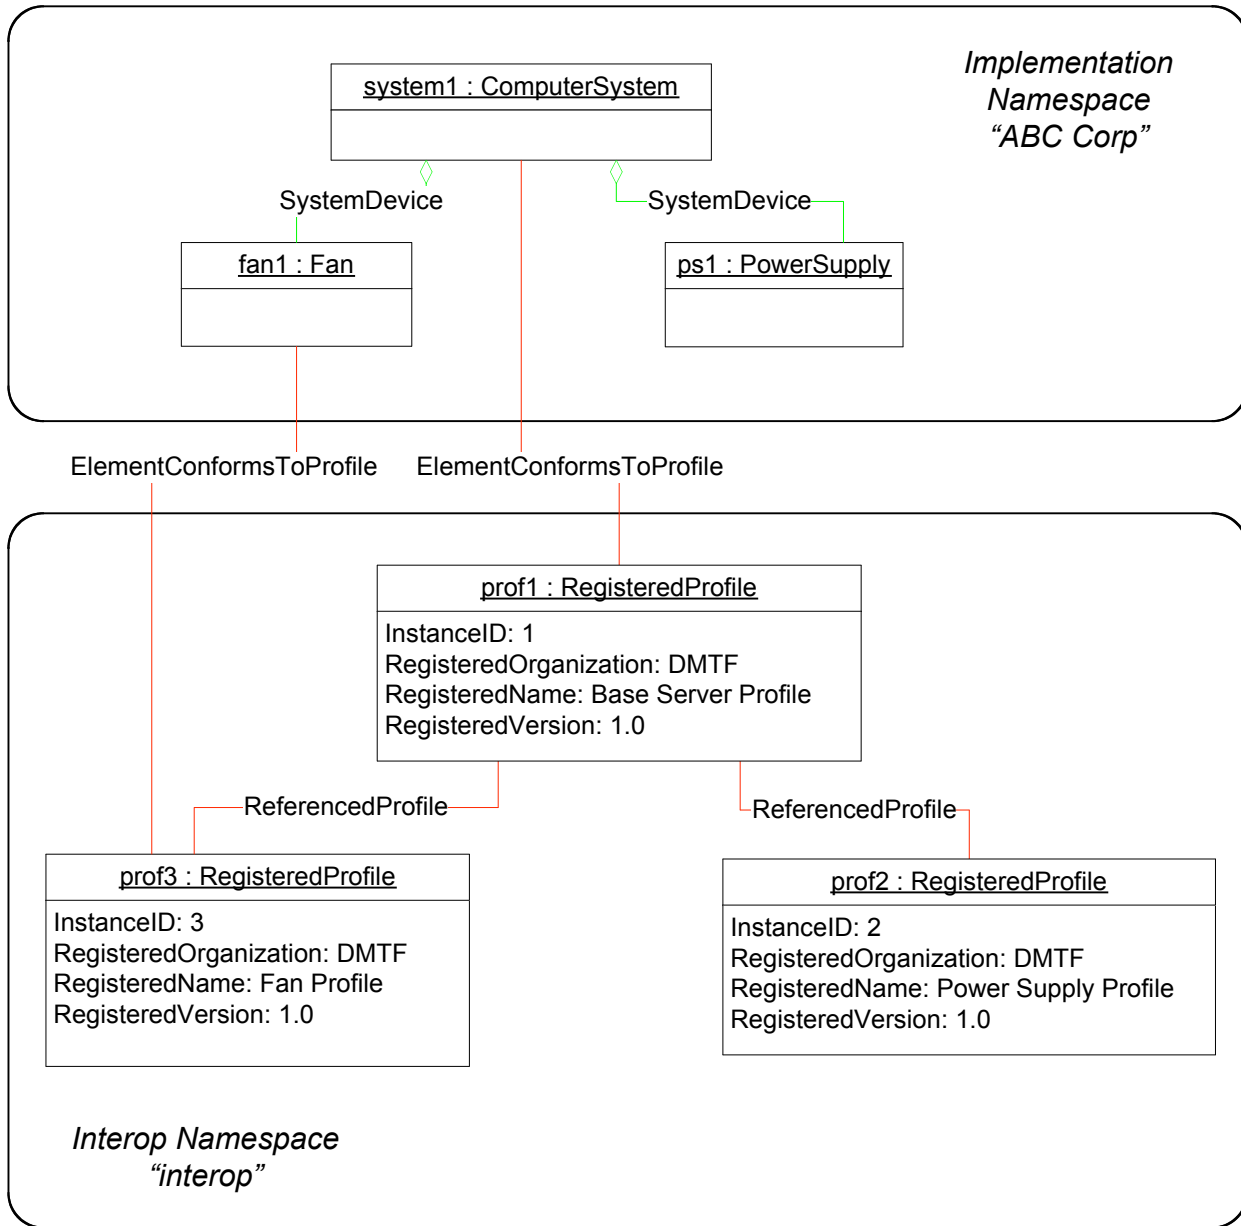 Implementation
Namespace
“ABC Corp”
system1 : ComputerSystem
SystemDevice
SystemDevice
fan1 : Fan
ps1 : PowerSupply
ElementConformsToProfile
ElementConformsToProfile
prof1 : RegisteredProfile
InstanceID: 1
RegisteredOrganization: DMTF
RegisteredName: Base Server Profile
RegisteredVersion: 1.0
ReferencedProfile
ReferencedProfile
prof3 : RegisteredProfile
InstanceID: 3
RegisteredOrganization: DMTF
RegisteredName: Fan Profile
RegisteredVersion: 1.0
prof2 : RegisteredProfile
InstanceID: 2
RegisteredOrganization: DMTF
RegisteredName: Power Supply Profile
RegisteredVersion: 1.0
Interop Namespace
“interop”